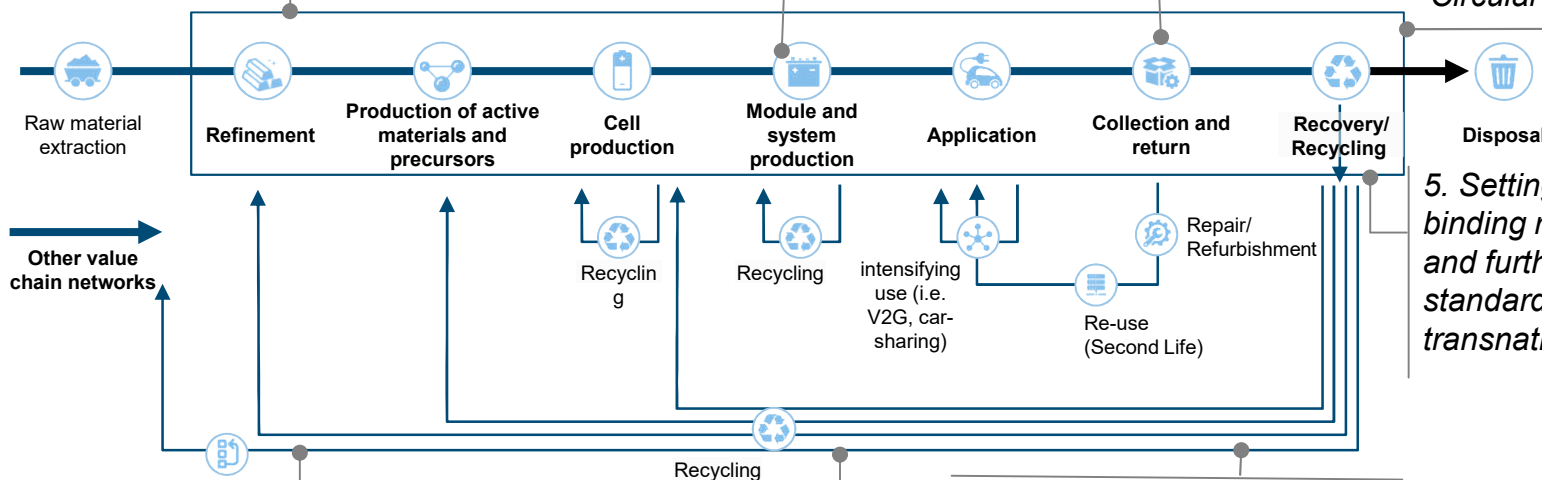 Circular
Raw material
extraction
Refinement
Production of active
materials and
precursors
Cell
production
Module and
system
production
Application
Collection and
return
Recovery/
Recycling
Disposal
5. Setting
binding
and
standard
Other value
chain networks
Recyclin
g
Recycling
intensifying
use (i.e.
V2G, car-
sharing)
Repair/
Refurbishment
Re-use
(Second Life)
Recycling